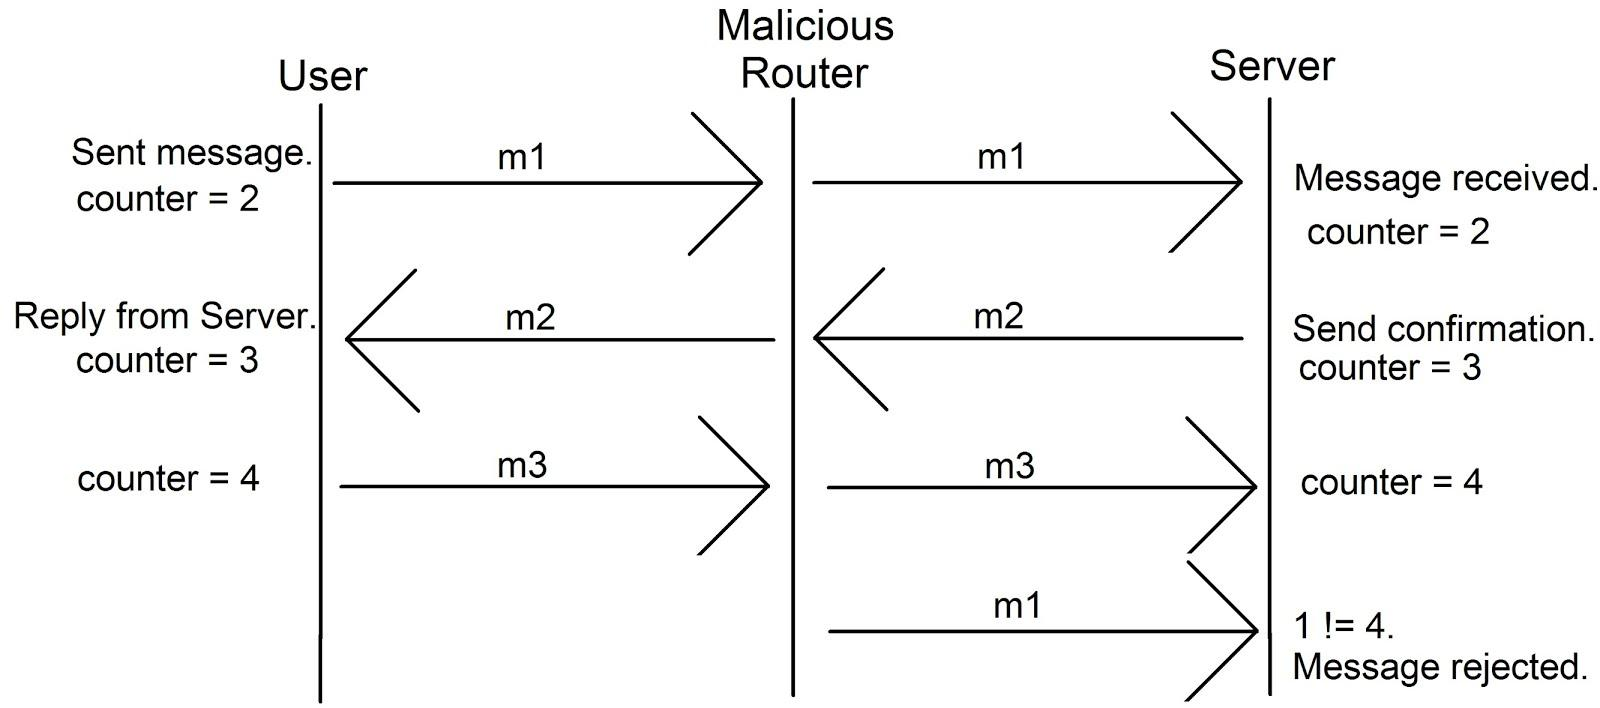 User
Malicious
Router
Server
Sent message.
counter = 2
m1
m1
Message received.
counter = 2
Reply from Server.
counter = 3
m2
m2
Send confirmation.
counter = 3
counter = 4
m3
m3
counter = 4
m1
1 != 4.
Message rejected.